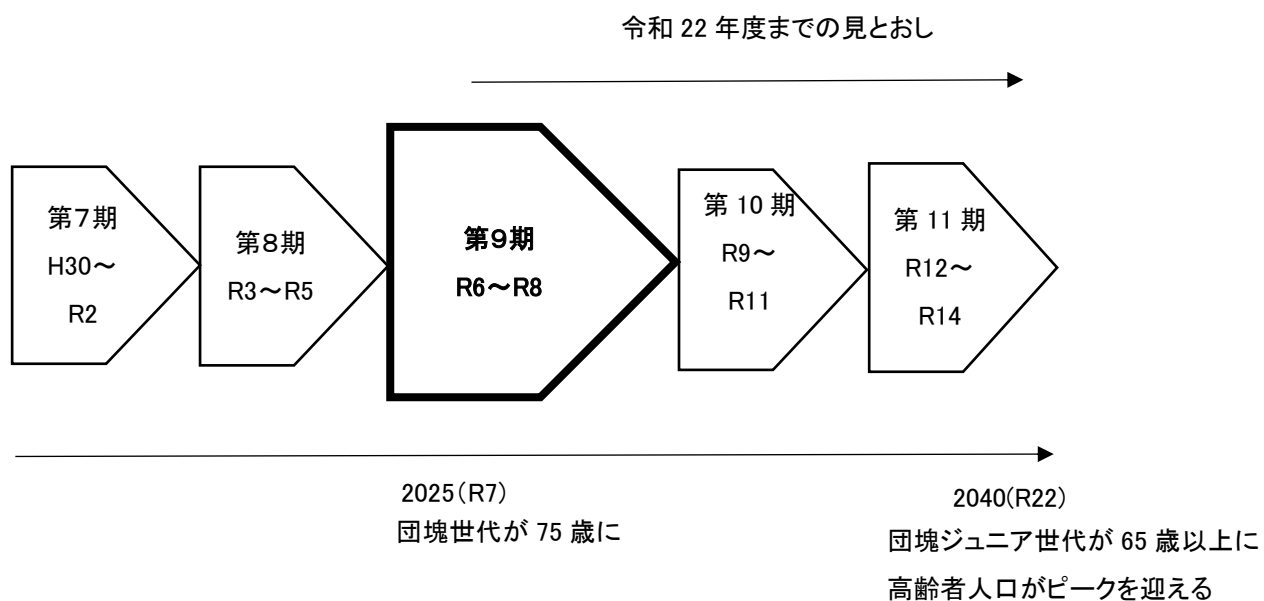 令和 22 年度までの見とおし
第7期
H30～
R2
第8期
R3～R5
第9期
R6～R8
第 10 期
R9～
R11
第 11 期
R12～
R14
2025(R7)
団塊世代が 75 歳に
2040(R22)
団塊ジュニア世代が 65 歳以上に
高齢者人口がピークを迎える